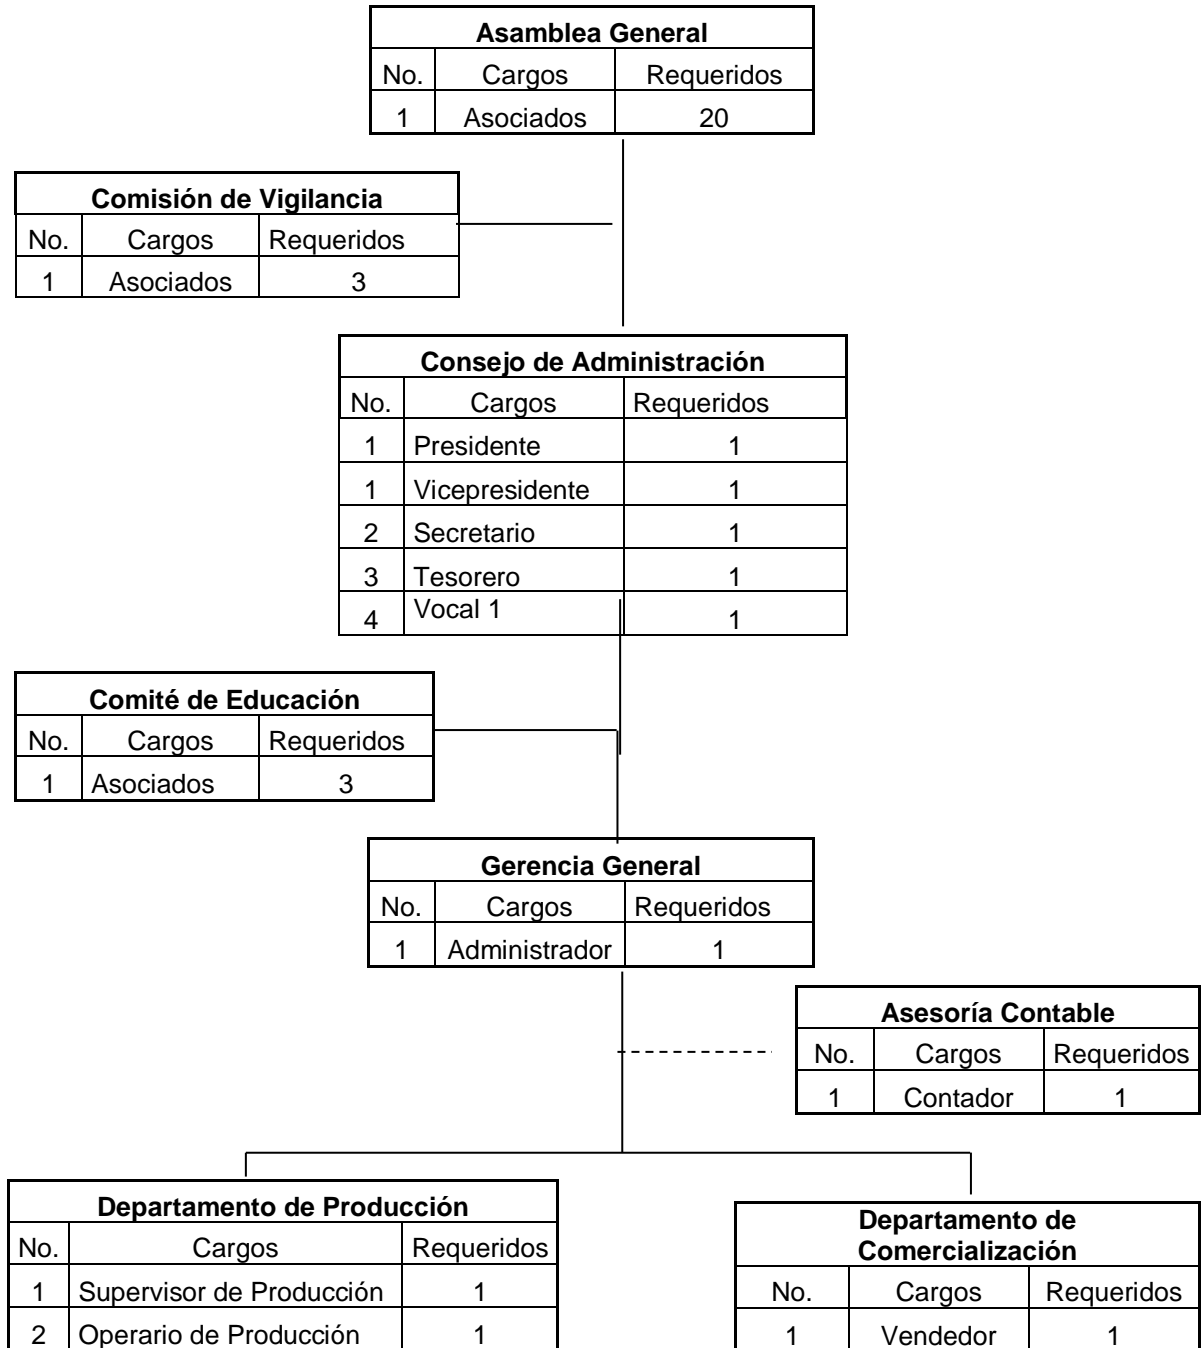 Asamblea General
No. Cargos Requeridos
1 Asociados 20
Comisión de Vigilancia
No. Cargos Requeridos
1 Asociados 3
Consejo de Administración
No. Cargos Requeridos
1 Presidente 1
1 Vicepresidente 1
2 Secretario 1
3 Tesorero 1
4 Vocal 1 1
Comité de Educación
No. Cargos Requeridos
1 Asociados 3
Gerencia General
No. Cargos Requeridos
1 Administrador 1
Asesoría Contable
No. Cargos Requeridos
1 Contador 1
Departamento de Producción
No. Cargos Requeridos
1 Supervisor de Producción 1
2 Operario de Producción 1
Departamento de
Comercialización
No. Cargos Requeridos
1 Vendedor 1